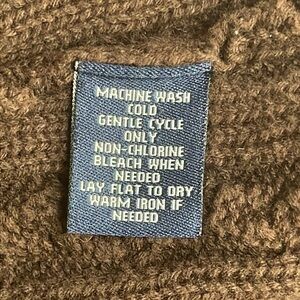 MACHINE WASH
COLD
GENTLE CYCLE
ONLY
NON-CHLORINE
BLEACH WHEN
NEEDED
LAY FLAT TO DRY
WARM IRON IF
NEEDED